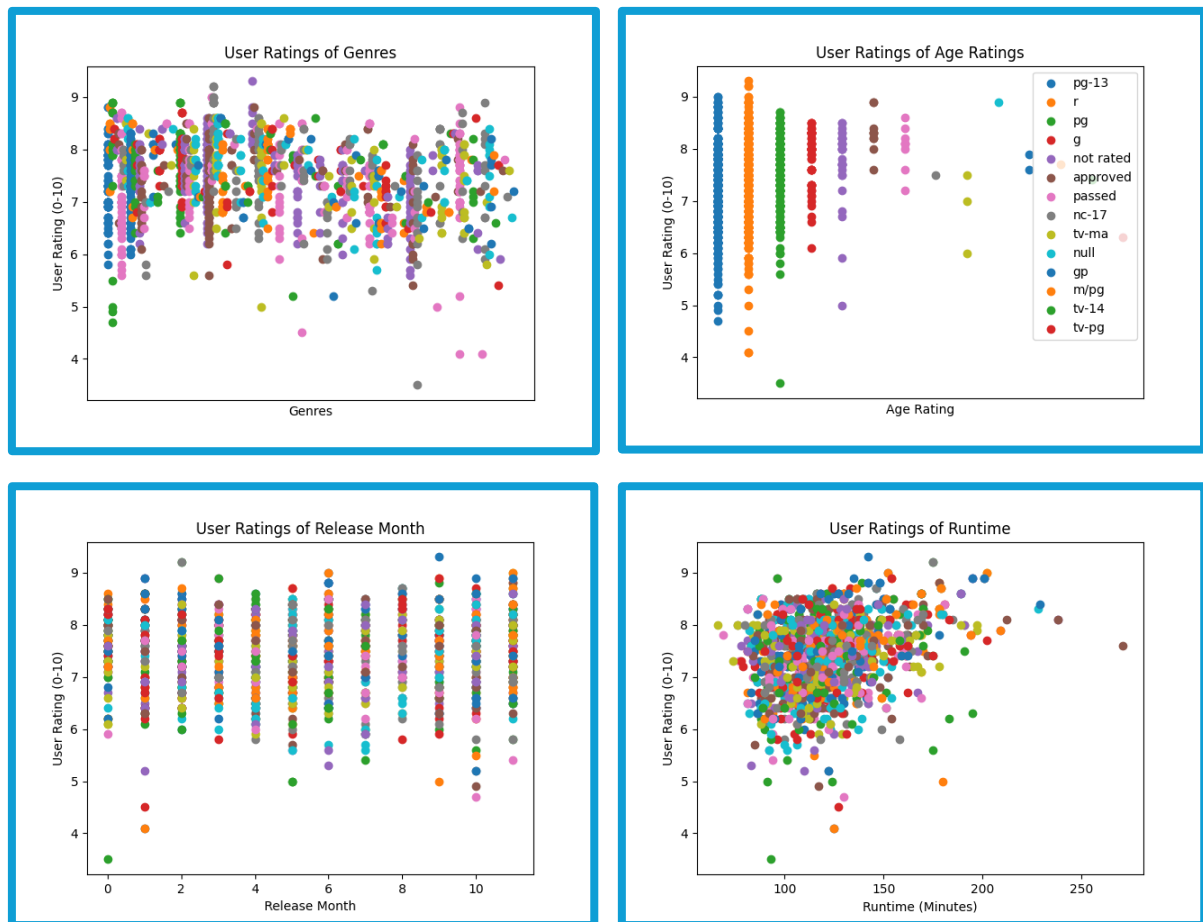 User Ratings of Genres
User Rating (0-10)
9
8
7
6
5
4
Genres
User Ratings of Age Ratings
User Rating (0-10)
9
8
7
6
5
4
pg-13
r
pg
g
not rated
approved
passed
nc-17
tv-ma
null
gp
m/pg
tv-14
tv-pg
Age Rating
User Ratings of Release Month
User Rating (0-10)
9
8
7
6
5
4
0 2 4 6 8 10
Release Month
User Ratings of Runtime
User Rating (0-10)
9
8
7
6
5
4
100 150 200 250
Runtime (Minutes)